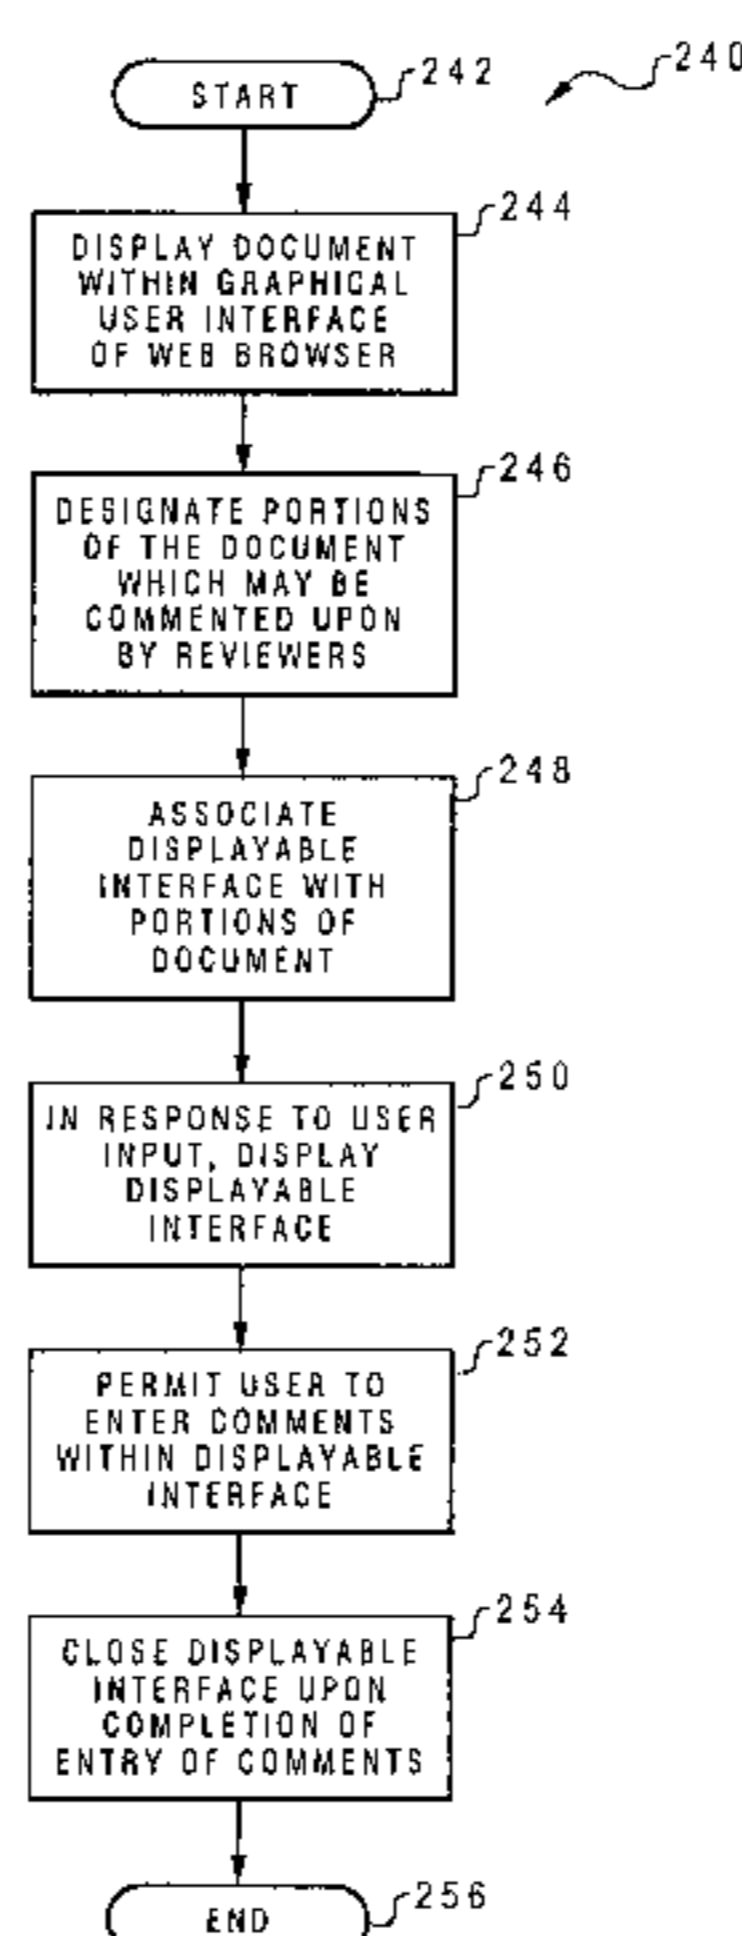 240
START
242
DISPLAY DOCUMENT
WITHIN GRAPHICAL
USER INTERFACE
OF WEB BROWSER
244
DESIGNATE PORTIONS
OF THE DOCUMENT
WHICH MAY BE
COMMENTED UPON
BY REVIEWERS
246
ASSOCIATE
DISPLAYABLE
INTERFACE WITH
PORTIONS OF
DOCUMENT
248
IN RESPONSE TO USER
INPUT, DISPLAY
DISPLAYABLE
INTERFACE
250
PERMIT USER TO
ENTER COMMENTS
WITHIN DISPLAYABLE
INTERFACE
252
CLOSE DISPLAYABLE
INTERFACE UPON
COMPLETION OF
ENTRY OF COMMENTS
254
END
256